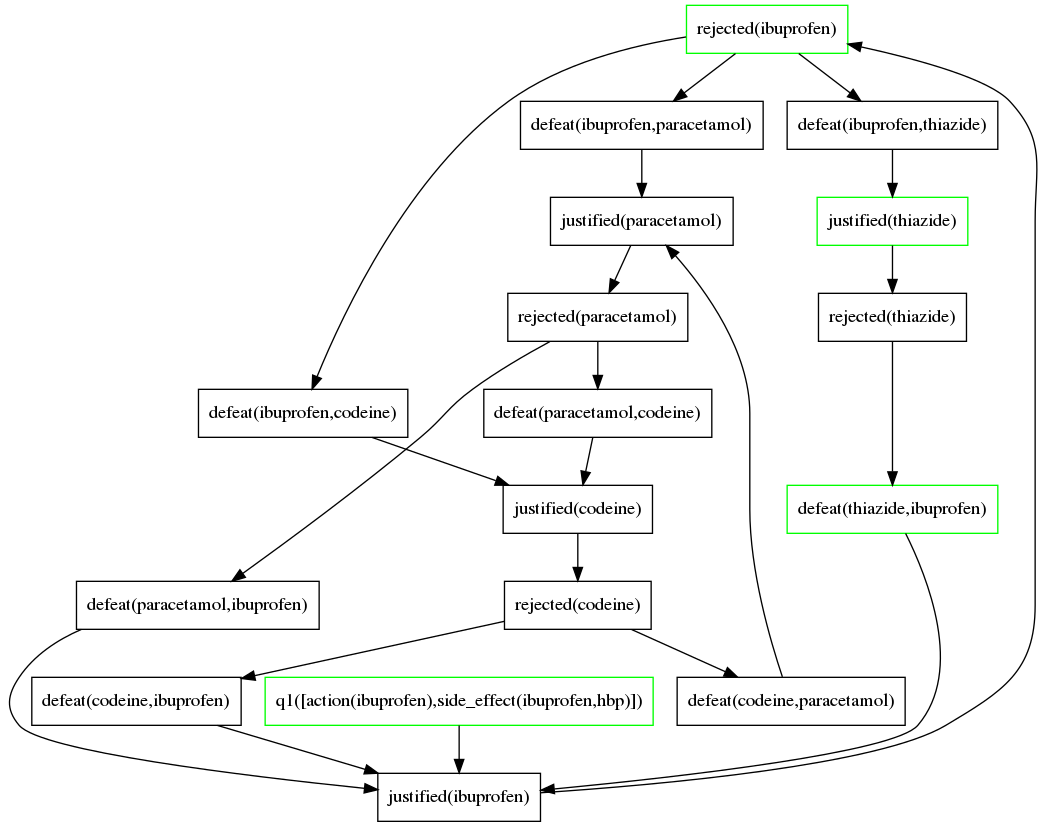 rejected(ibuprofen)
defeat(ibuprofen,paracetamol)
defeat(ibuprofen,thiazide)
justified(paracetamol)
justified(thiazide)
rejected(paracetamol)
rejected(thiazide)
defeat(ibuprofen,codeine)
defeat(paracetamol,codeine)
justified(codeine)
defeat(thiazide,ibuprofen)
defeat(paracetamol,ibuprofen)
rejected(codeine)
defeat(codeine,ibuprofen)
q1([action(ibuprofen),side_effect(ibuprofen,hbp)])
defeat(codeine,paracetamol)
justified(ibuprofen)